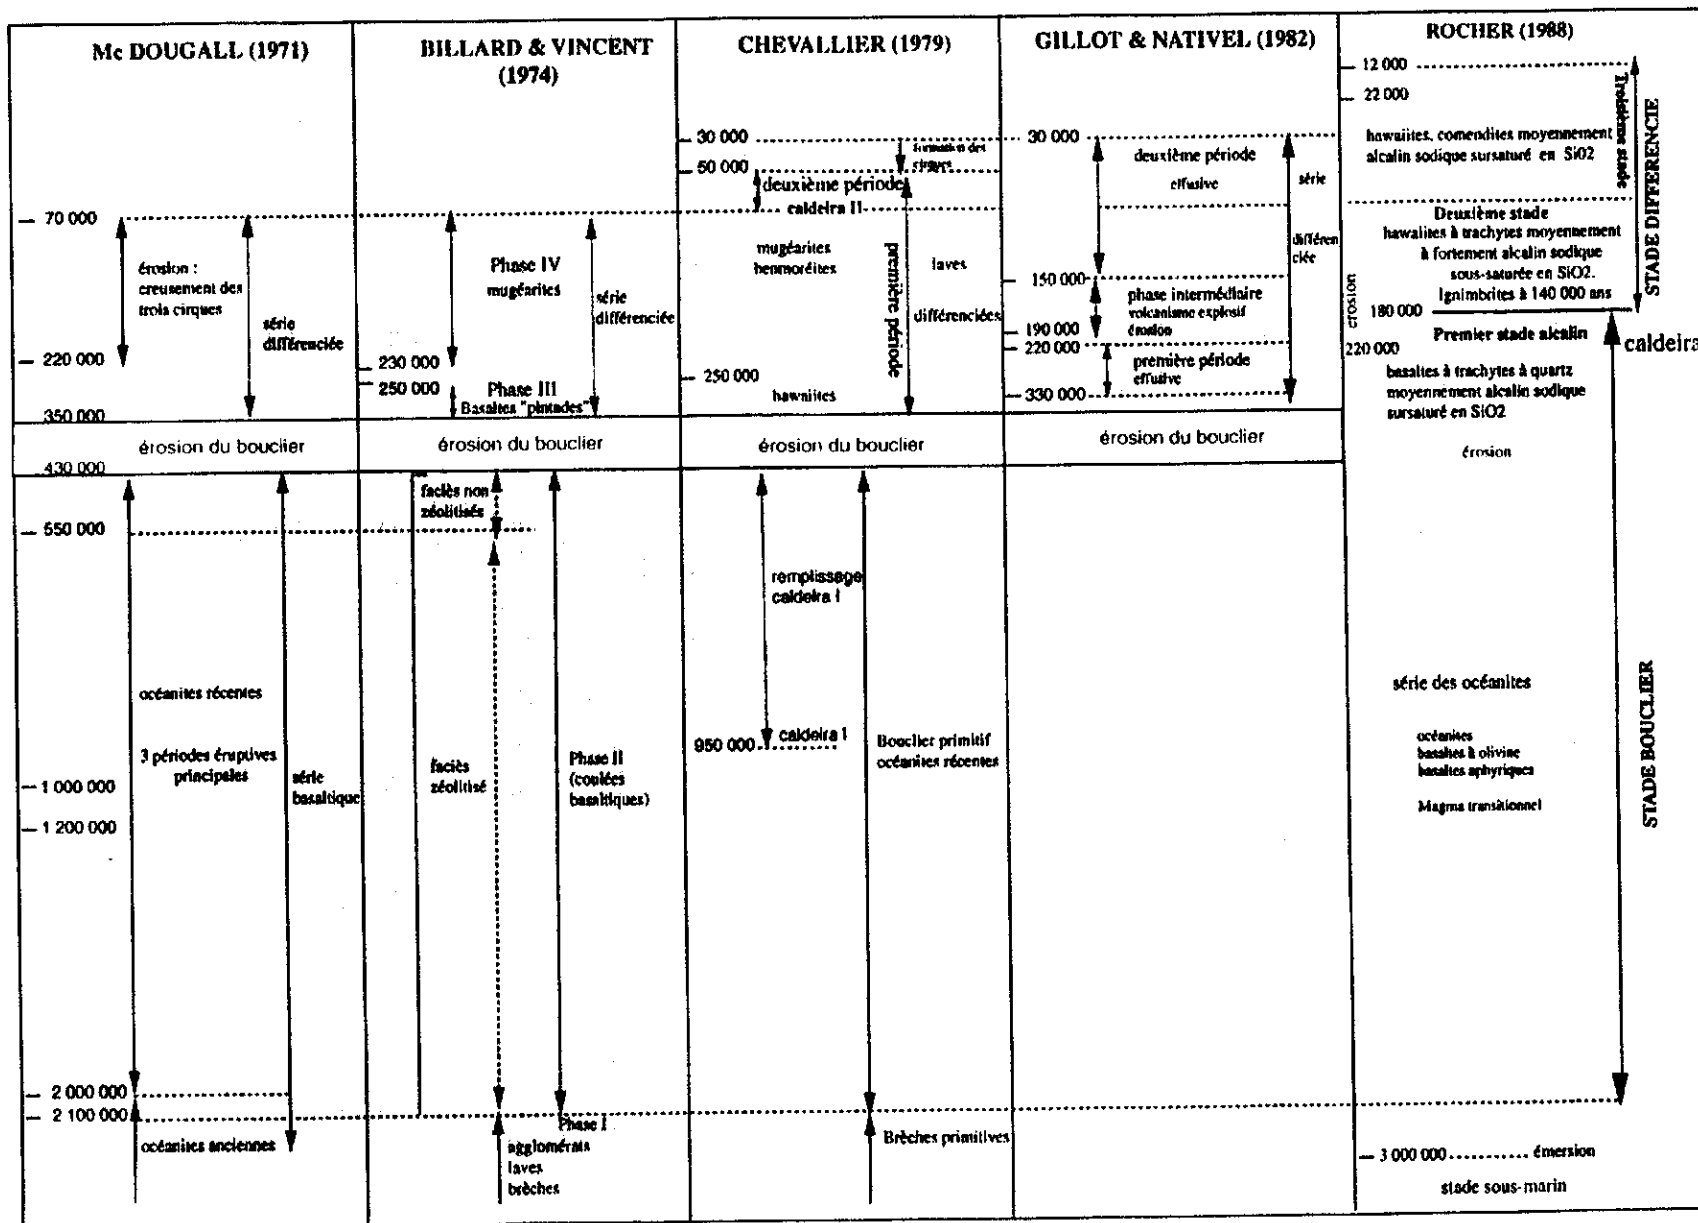 Mc DOUGALL (1971)
70 000
érosion :
creusement des
trois cirques
série
différenciée
220 000
350 000
érosion du bouclier
430 000
550 000
océanites récentes
3 périodes éruptives
principales
série
basaltique
1 000 000
1 200 000
2 000 000
2 100 000
océanites anciennes
BILLARD & VINCENT
(1974)
Phase IV
mugéarites
série
différenciée
230 000
250 000
Phase III
Basaltes "pintades"
érosion du bouclier
faciès non
zéolitisés
faciès
zéolitisé
Phase II
(coulées
basaltiques)
Phase I
agglomérats
laves
brèches
CHEVALLIER (1979)
30 000
formation des
cirques
50 000
deuxième période
caldeira II
mugéarites
première période
laves
différenciées
250 000
hawaiites
érosion du bouclier
remplissage
caldeira I
950 000
caldeira I
Bouclier primitif
océanites récentes
Brèches primitives
GILLOT & NATIVEL (1982)
30 000
deuxième période
effusive
série
différen
ciée
150 000
phase intermédiaire
volcanisme explosif
érosion
190 000
220 000
première période
effusive
330 000
érosion du bouclier
ROCHER (1988)
12 000
22 000
Troisième stade
hawaiites, comendites moyennement
alcalin sodique sursaturé en SiO2
STADE DIFFERENCIE
Deuxième stade
hawaiites à trachytes moyennement
à fortement alcalin sodique
sous-saturée en SiO2.
Ignimbrites à 140 000 ans
érosion
180 000
Premier stade alcalin
caldeira
220 000
basaltes à trachytes à quartz
moyennement alcalin sodique
sursaturé en SiO2
érosion
série des océanites
océanites
basaltes à olivine
basaltes aphyriques
Magma transitionnel
STADE BOUCLIER
3 000 000 ......... émersion
stade sous-marin